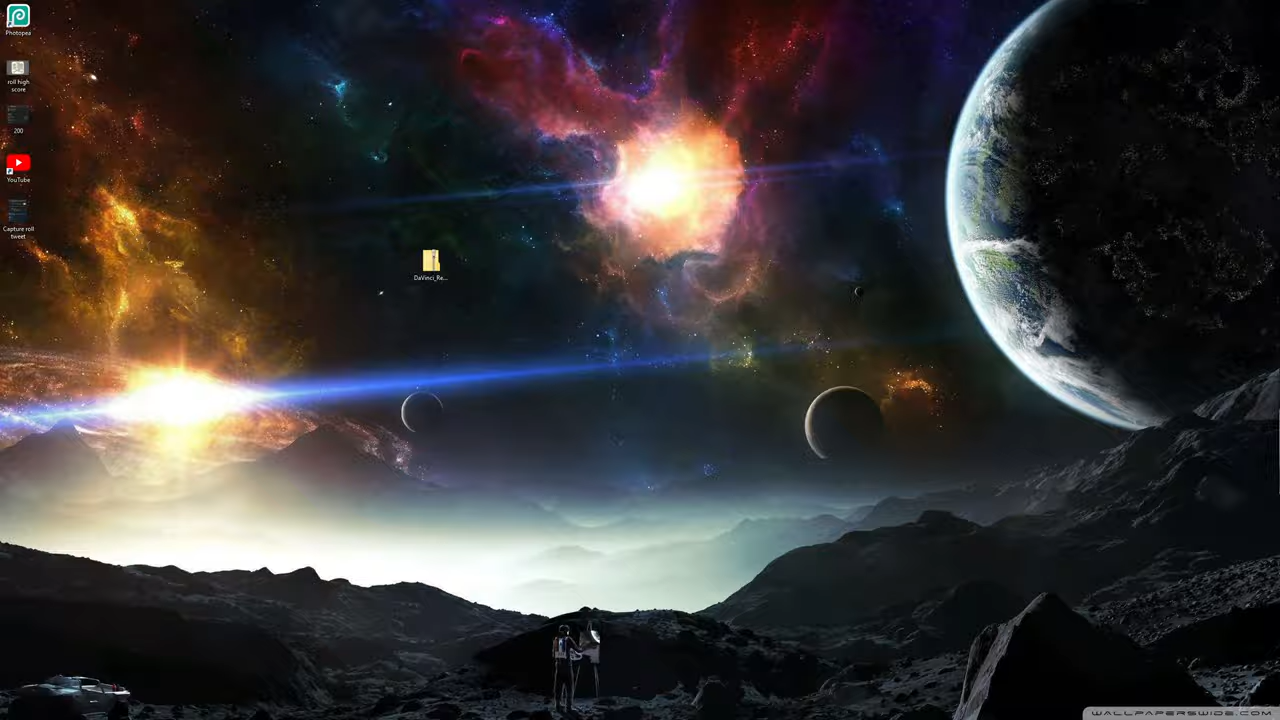 Photopea
roll high
score
200
YouTube
Capture roll
tweet
DaVinci_Re...
WALLPAPERSWIDE.COM